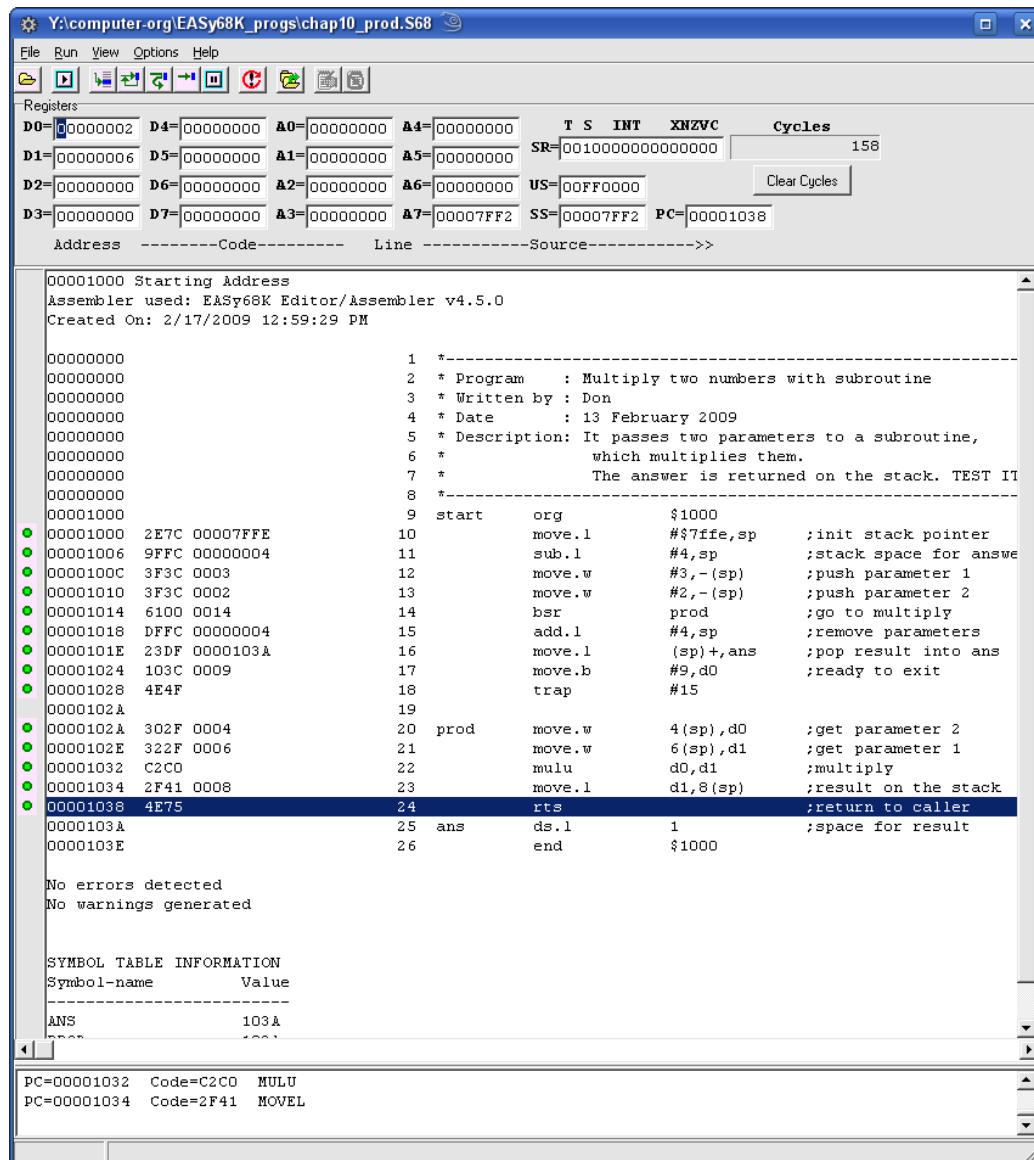 Y:\computer-org\EASy68K_progs\chap10_prod.S68
File Run View Options Help
Registers
D0=00000002 D4=00000000 A0=00000000 A4=00000000 T S INT XNZVC Cycles
D1=00000006 D5=00000000 A1=00000000 A5=00000000 SR=0010000000000000 158
D2=00000000 D6=00000000 A2=00000000 A6=00000000 US=00FF0000 Clear Cycles
D3=00000000 D7=00000000 A3=00000000 A7=00007FF2 SS=00007FF2 PC=00001038
Address --------Code--------- Line -----------Source----------->>
00001000 Starting Address
Assembler used: EASy68K Editor/Assembler v4.5.0
Created On: 2/17/2009 12:59:29 PM
00000000 1 *-----------------------------------------------------------
00000000 2 * Program : Multiply two numbers with subroutine
00000000 3 * Written by : Don
00000000 4 * Date : 13 February 2009
00000000 5 * Description: It passes two parameters to a subroutine,
00000000 6 * which multiplies them.
00000000 7 * The answer is returned on the stack. TEST IT
00000000 8 *-----------------------------------------------------------
00001000 9 start org $1000
00001000 2E7C 00007FFE 10 move.l #$7ffe,sp ;init stack pointer
00001006 9FFC 00000004 11 sub.l #4,sp ;stack space for answe
0000100C 3F3C 0003 12 move.w #3,-(sp) ;push parameter 1
00001010 3F3C 0002 13 move.w #2,-(sp) ;push parameter 2
00001014 6100 0014 14 bsr prod ;go to multiply
00001018 DFFC 00000004 15 add.l #4,sp ;remove parameters
0000101E 23DF 0000103A 16 move.l (sp)+,ans ;pop result into ans
00001024 103C 0009 17 move.b #9,d0 ;ready to exit
00001028 4E4F 18 trap #15
0000102A 19
0000102A 302F 0004 20 prod move.w 4(sp),d0 ;get parameter 2
0000102E 322F 0006 21 move.w 6(sp),d1 ;get parameter 1
00001032 C2C0 22 mulu d0,d1 ;multiply
00001034 2F41 0008 23 move.l d1,8(sp) ;result on the stack
00001038 4E75 24 rts ;return to caller
0000103A 25 ans ds.l 1 ;space for result
0000103E 26 end $1000
No errors detected
No warnings generated
SYMBOL TABLE INFORMATION
Symbol-name Value
-------------------------
ANS 103A
PC=00001032 Code=C2C0 MULU
PC=00001034 Code=2F41 MOVEL